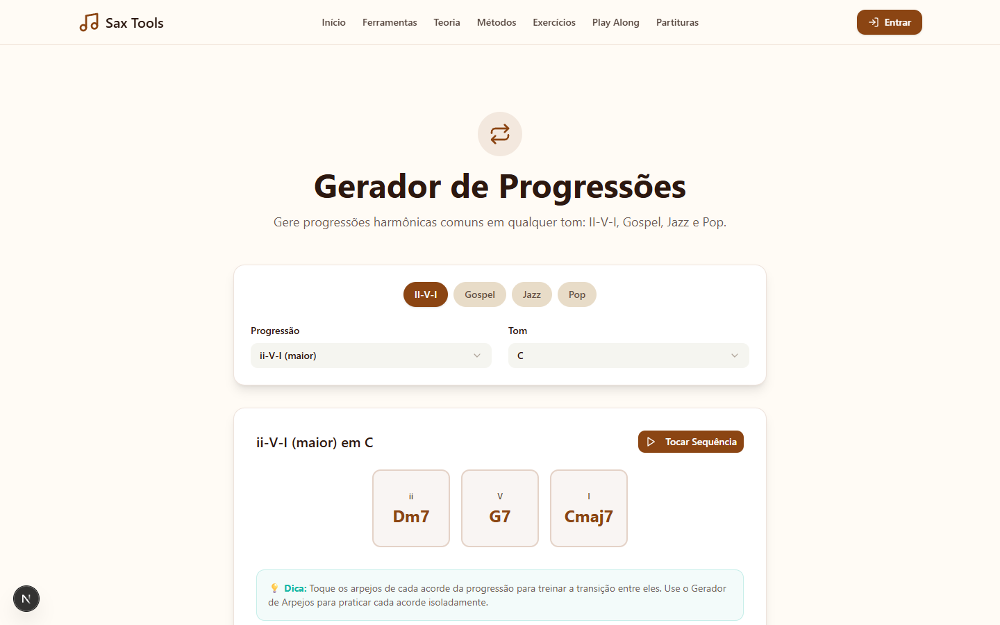 Sax Tools
Início
Ferramentas
Teoria
Métodos
Exercícios
Play Along
Partituras
Entrar
Gerador de Progressões
Gere progressões harmônicas comuns em qualquer tom: II-V-I, Gospel, Jazz e Pop.
II-V-I
Gospel
Jazz
Pop
Progressão
Tom
ii-V-I (maior)
C
ii-V-I (maior) em C
Tocar Sequência
ii
V
I
Dm7
G7
Cmaj7
Dica: Toque os arpejos de cada acorde da progressão para treinar a transição entre eles. Use o Gerador
de Arpejos para praticar cada acorde isoladamente.
N